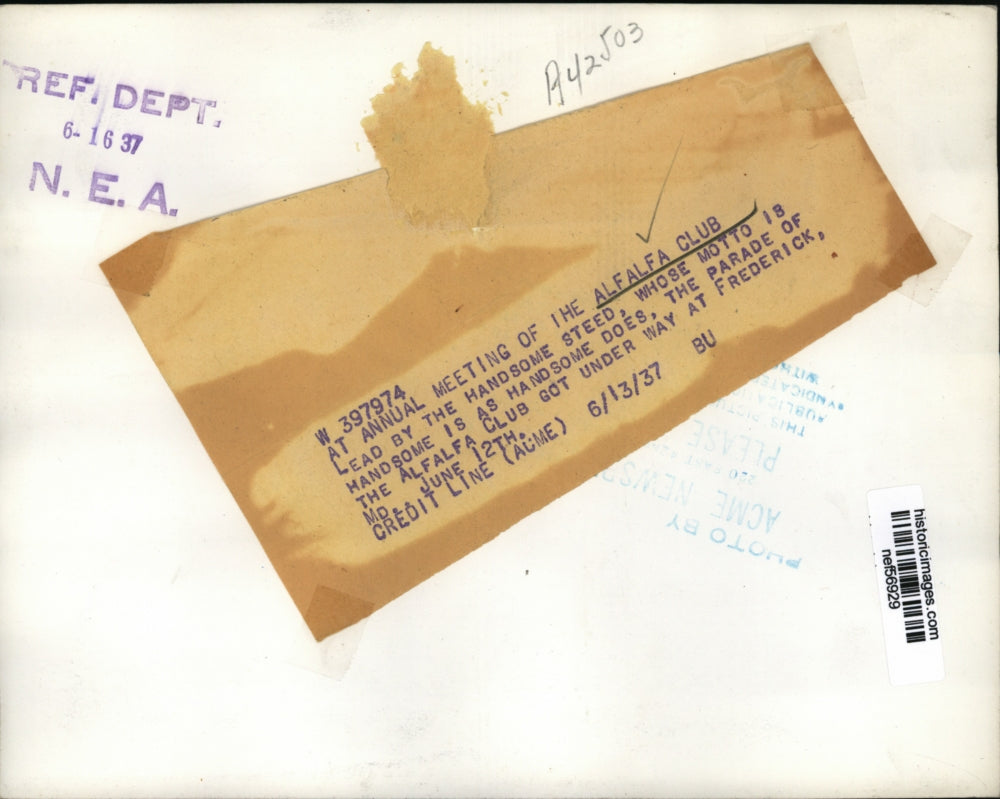 REF. DEPT.
6-16 37
N. E. A.
A42503
W 397974
AT ANNUAL MEETING OF THE ALFALFA CLUB
LEAD BY THE HANDSOME STEED, WHOSE MOTTO IS
HANDSOME IS AS HANDSOME DOES, THE PARADE OF
THE ALFALFA CLUB GOT UNDER WAY AT FREDERICK,
MD., JUNE 12TH.
CREDIT LINE (ACME) 6/13/37 BU
PHOTO BY
ACME
PLEASE
THIS
historicimages.com
nef56929